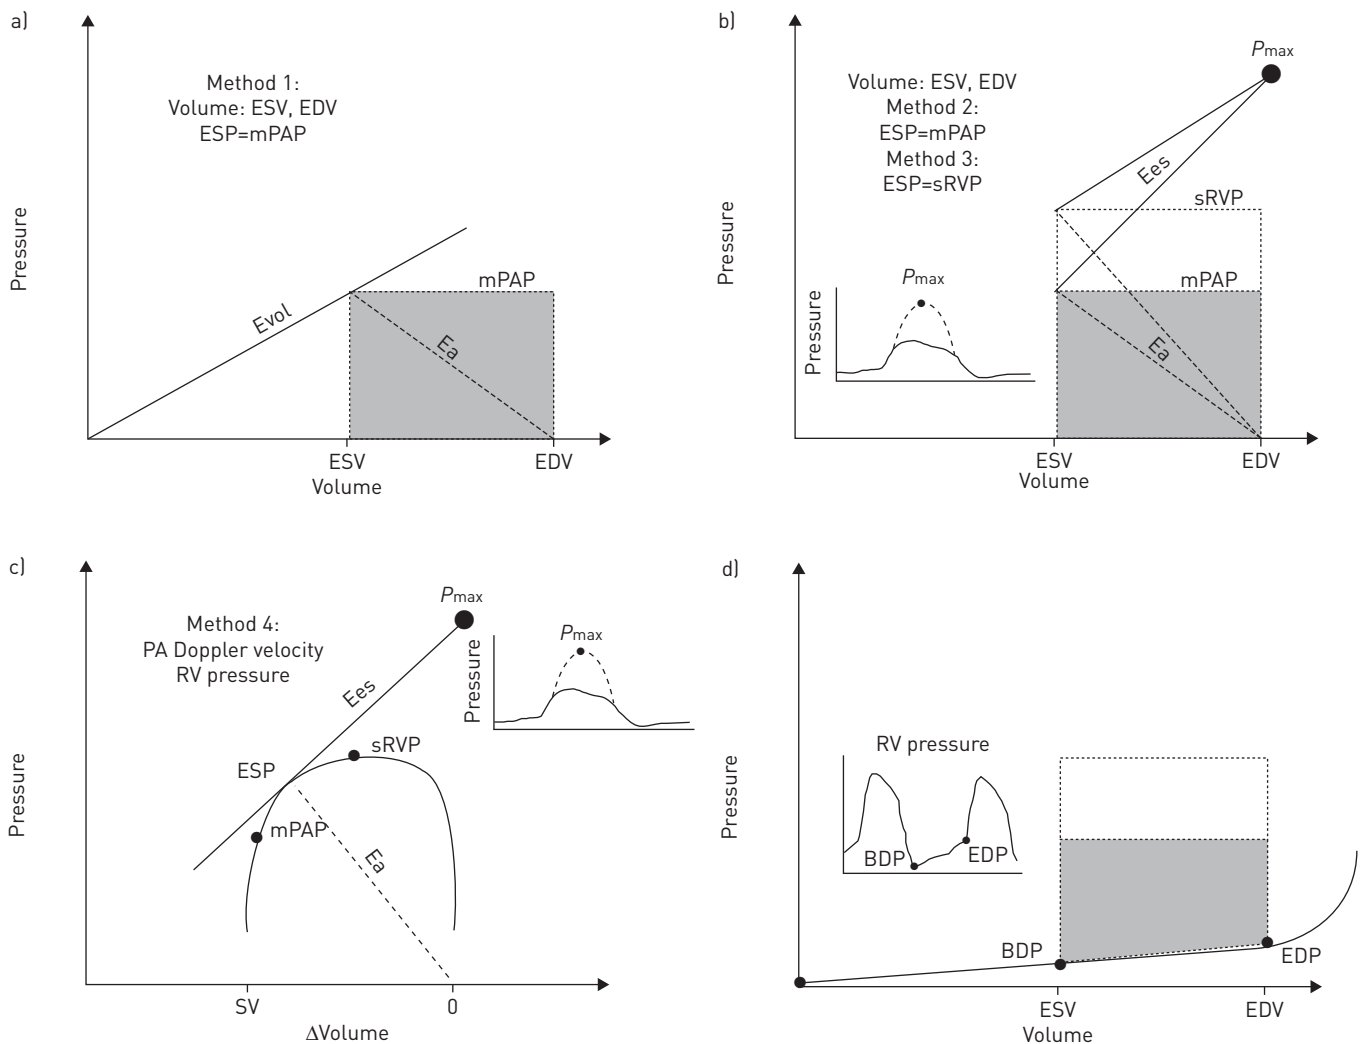 a)
Method 1:
Volume: ESV, EDV
ESP=mPAP
Pressure
Evol
mPAP
Ea
ESV
EDV
Volume
b)
Pmax
Volume: ESV, EDV
Method 2:
ESP=mPAP
Method 3:
ESP=sRVP
Ees
sRVP
mPAP
Ea
Pressure
Pmax
Pressure
ESV
EDV
Volume
c)
Pmax
Method 4:
PA Doppler velocity
RV pressure
Ees
sRVP
ESP
mPAP
Ea
Pressure
Pmax
Pressure
SV
0
ΔVolume
d)
Pressure
RV pressure
BDP
EDP
BDP
EDP
ESV
EDV
Volume